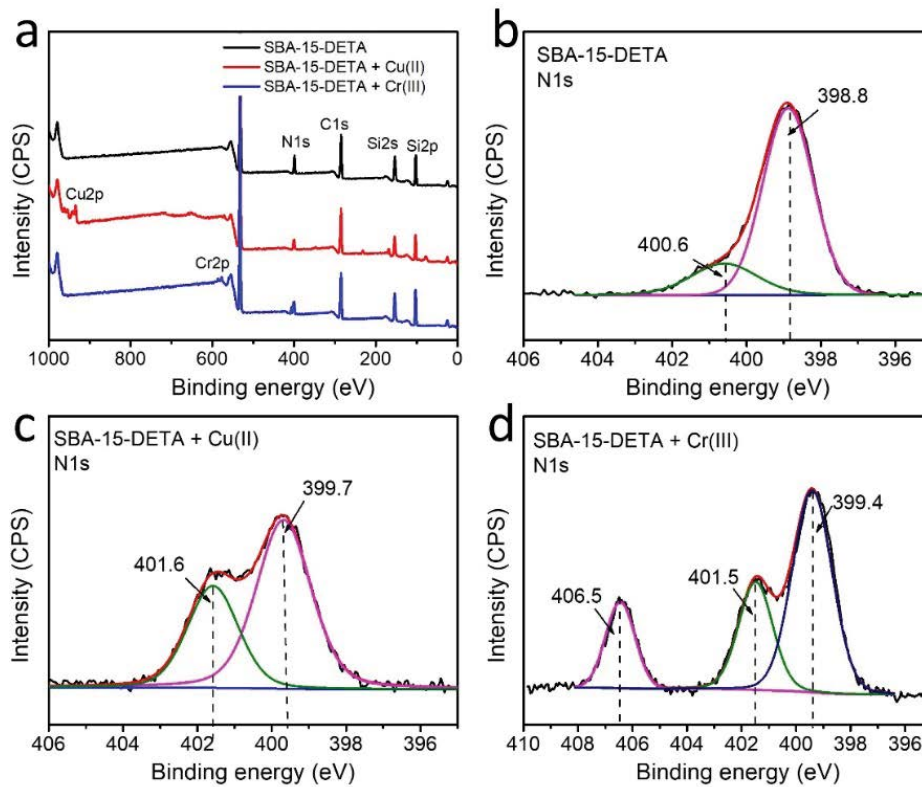 a
SBA-15-DETA
SBA-15-DETA + Cu(II)
SBA-15-DETA + Cr(III)
Cu2p
Cr2p
N1s
C1s
Si2s
Si2p
Intensity (CPS)
1000 800 600 400 200 0
Binding energy (eV)
b
SBA-15-DETA
N1s
398.8
400.6
Intensity (CPS)
406 404 402 400 398 396
Binding energy (eV)
c
SBA-15-DETA + Cu(II)
N1s
399.7
401.6
Intensity (CPS)
406 404 402 400 398 396
Binding energy (eV)
d
SBA-15-DETA + Cr(III)
N1s
399.4
401.5
406.5
Intensity (CPS)
410 408 406 404 402 400 398 396
Binding energy (eV)